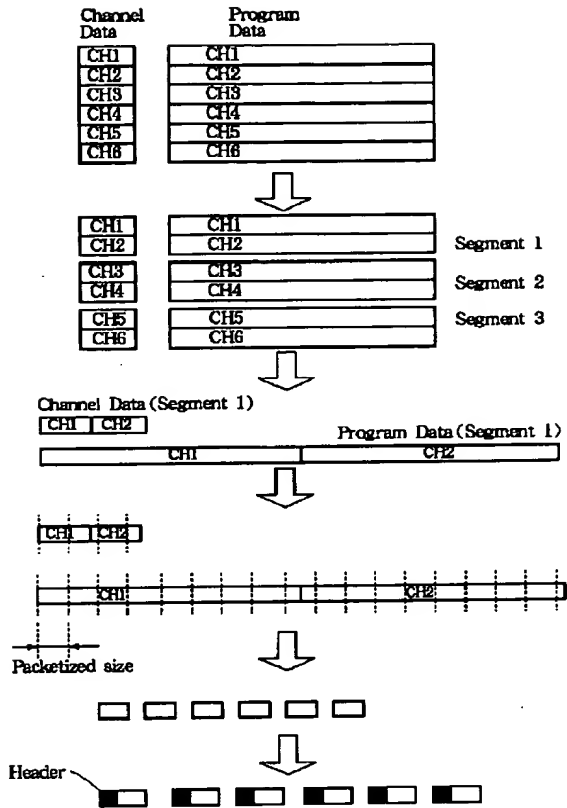 Channel Data
Program Data
CH1 CH1
CH2 CH2
CH3 CH3
CH4 CH4
CH5 CH5
CH6 CH6
CH1 CH1
CH2 CH2
Segment 1
CH3 CH3
CH4 CH4
Segment 2
CH5 CH5
CH6 CH6
Segment 3
Channel Data (Segment 1)
CH1 CH2
Program Data (Segment 1)
CH1 CH2
CH1 CH2
CH1 CH2
Packetized size
Header